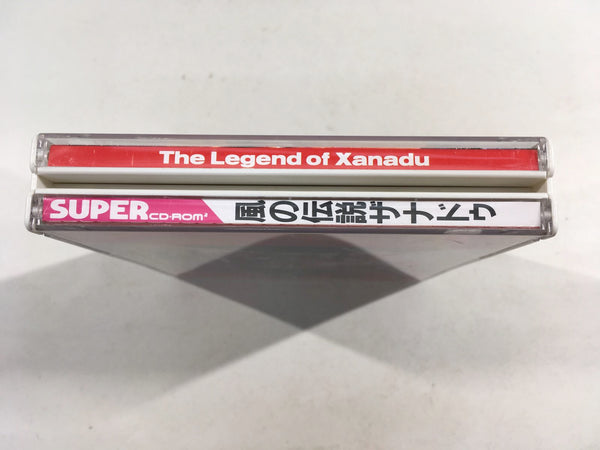 The Legend of Xanadu
SUPER CD-ROM² 風の伝説ザナドゥ